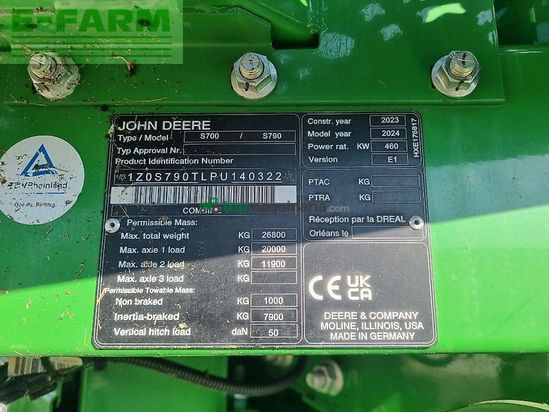 E-FARM
TÜVRheinland
JOHN DEERE
Type / Model S700 / S790
Type Approval No.
Product Identification Number
*1Z0S790TLPU140322*
COMBINE
Permissible Mass:
Max. total weight KG 26800
Max. axle 1 load KG 20000
Max. axle 2 load KG 11900
Max. axle 3 load KG
Permissible Towable Mass:
Non braked KG 1000
Inertia-braked KG 7900
Vertical hitch load daN 50
Constr. year 2023
Model year 2024
Power rat. KW 460
Version E1
HXE175817
PTAC KG
PTRA KG
Réception par la DREAL
Orléans le
CE UK
CA
DEERE & COMPANY
MOLINE, ILLINOIS, USA
MADE IN GERMANY